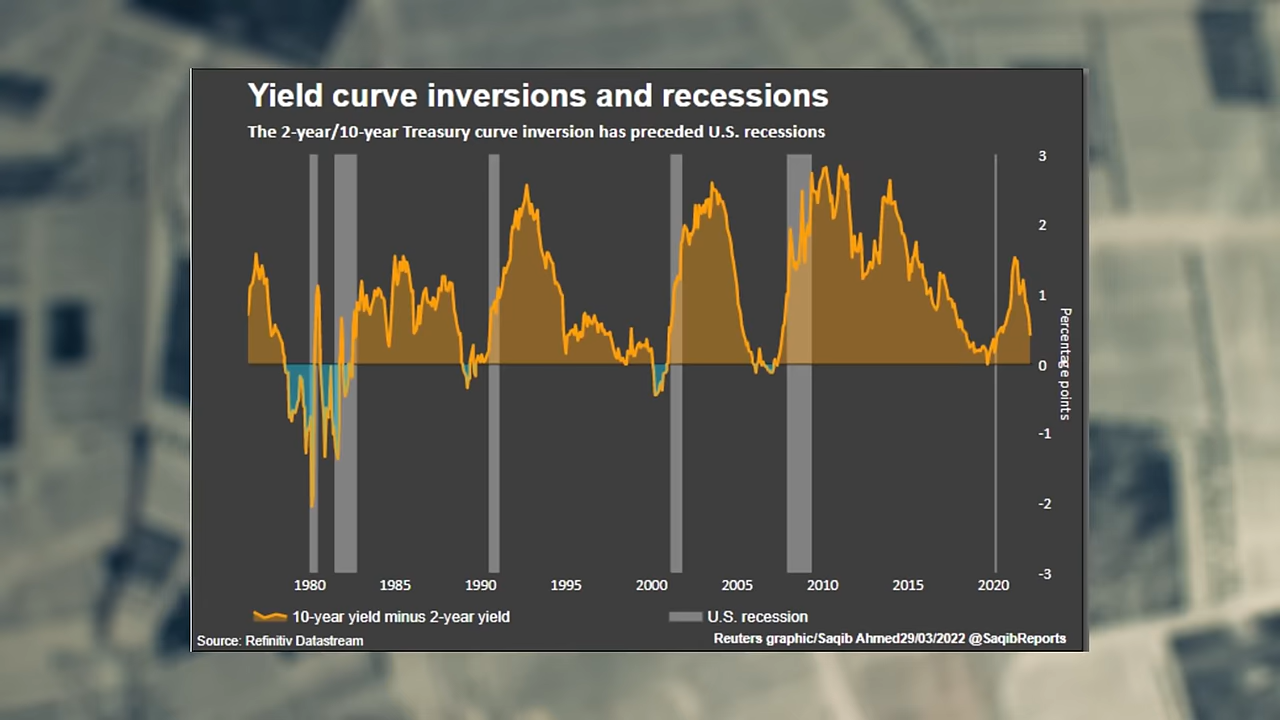 Yield curve inversions and recessions
The 2-year/10-year Treasury curve inversion has preceded U.S. recessions
3
2
1
0
-1
-2
-3
Percentage points
1980 1985 1990 1995 2000 2005 2010 2015 2020
10-year yield minus 2-year yield U.S. recession
Source: Refinitiv Datastream Reuters graphic/Saqib Ahmed29/03/2022 @SaqibReports